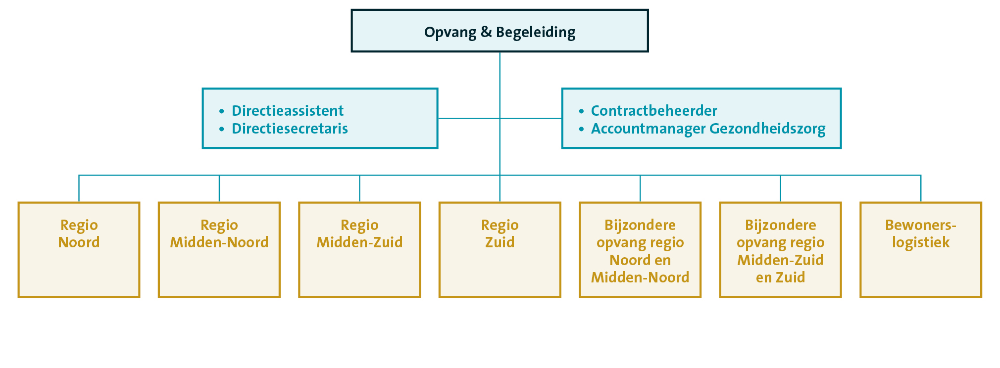 Opvang & Begeleiding
• Directieassistent
• Directiesecretaris
• Contractbeheerder
• Accountmanager Gezondheidszorg
Regio
Noord
Regio
Midden-Noord
Regio
Midden-Zuid
Regio
Zuid
Bijzondere
opvang regio
Noord en
Midden-Noord
Bijzondere
opvang regio
Midden-Zuid
en Zuid
Bewoners-
logistiek